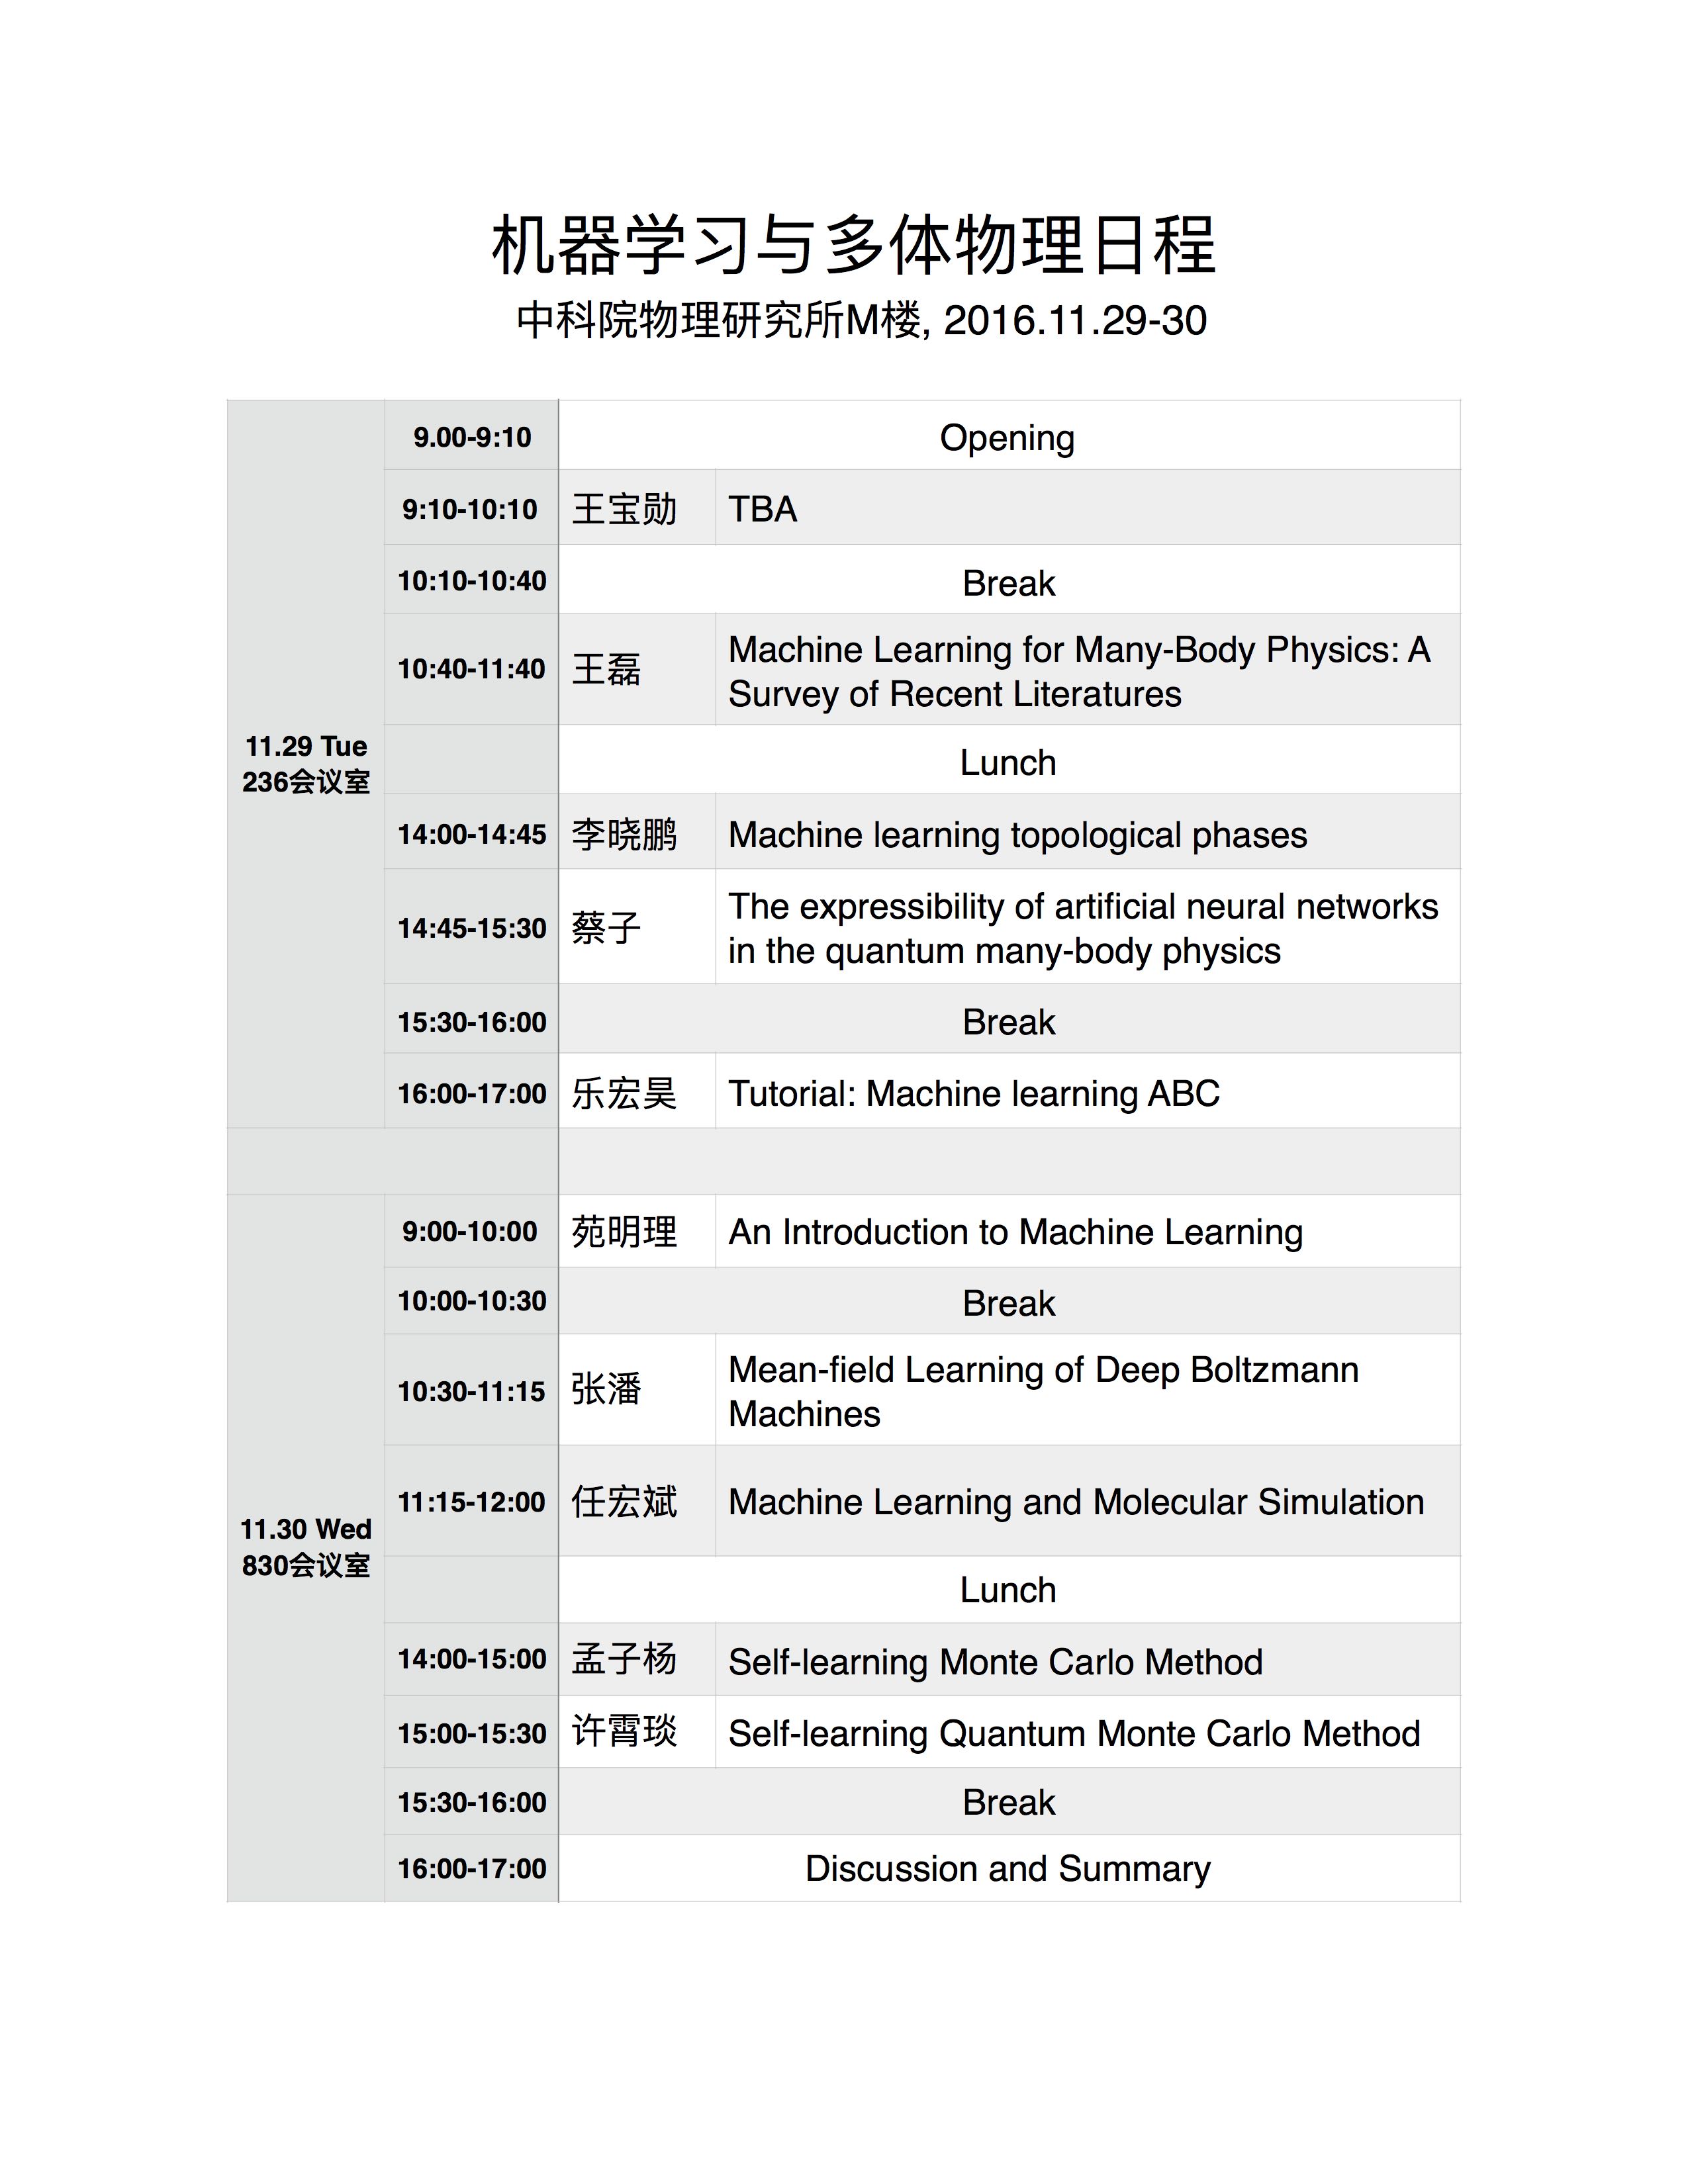 机器学习与多体物理日程
中科院物理研究所M楼, 2016.11.29-30
11.29 Tue
236会议室
9.00-9:10
Opening
9:10-10:10
王宝勋
TBA
10:10-10:40
Break
10:40-11:40
王磊
Machine Learning for Many-Body Physics: A
Survey of Recent Literatures
Lunch
14:00-14:45
李晓鹏
Machine learning topological phases
14:45-15:30
蔡子
The expressibility of artificial neural networks
in the quantum many-body physics
15:30-16:00
Break
16:00-17:00
乐宏昊
Tutorial: Machine learning ABC
11.30 Wed
830会议室
9:00-10:00
苑明理
An Introduction to Machine Learning
10:00-10:30
Break
10:30-11:15
张潘
Mean-field Learning of Deep Boltzmann
Machines
11:15-12:00
任宏斌
Machine Learning and Molecular Simulation
Lunch
14:00-15:00
孟子杨
Self-learning Monte Carlo Method
15:00-15:30
许霄琰
Self-learning Quantum Monte Carlo Method
15:30-16:00
Break
16:00-17:00
Discussion and Summary